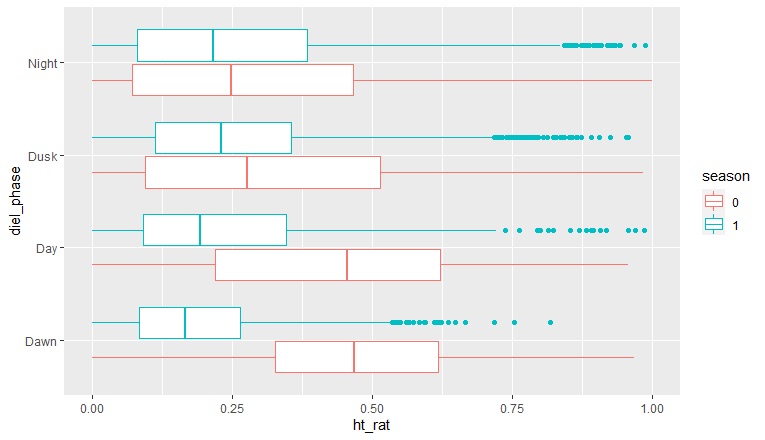 Night
Dusk
Day
Dawn
diel_phase
0.00 0.25 0.50 0.75 1.00
ht_rat
season
0
1